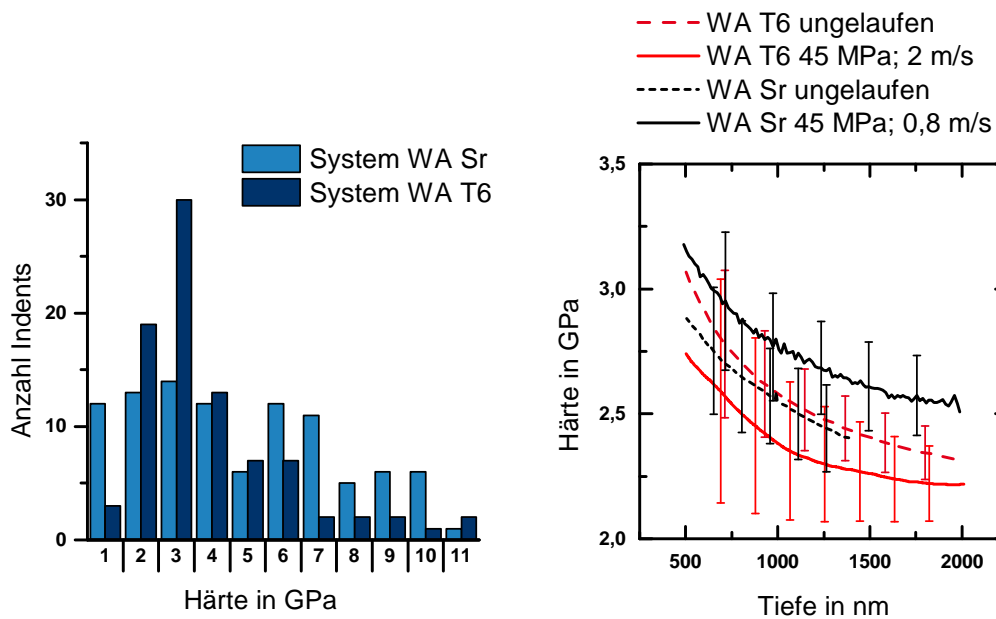 WA T6 ungelaufen
WA T6 45 MPa; 2 m/s
WA Sr ungelaufen
WA Sr 45 MPa; 0,8 m/s
System WA Sr
System WA T6
30
20
10
0
Anzahl Indents
1 2 3 4 5 6 7 8 9 10 11
Härte in GPa
3,5
3,0
2,5
2,0
Härte in GPa
500 1000 1500 2000
Tiefe in nm